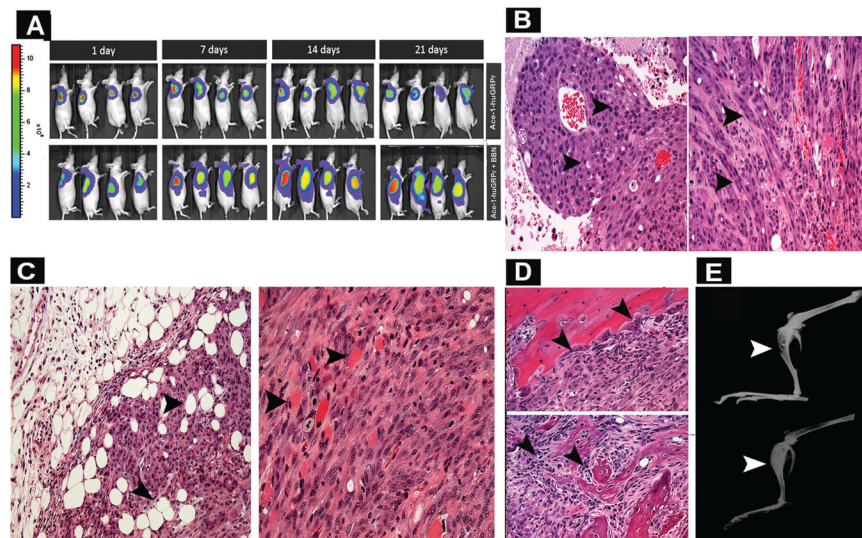 A
1 day
7 days
14 days
21 days
10
8
6
4
2
x10⁶
Ace-1-huGRPr
Ace-1-huGRPr + BBN
B
C
D
E